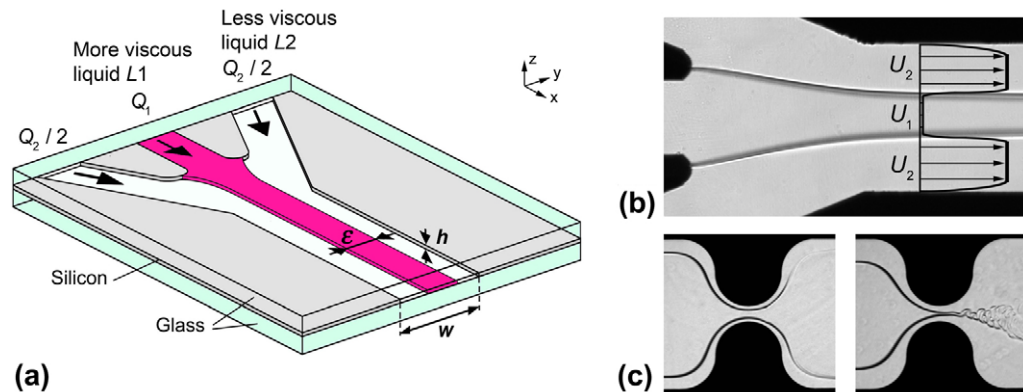 More viscous
liquid L1
Q₁
Less viscous
liquid L2
Q₂ / 2
Q₂ / 2
z
y
x
ε
h
w
Silicon
Glass
(a)
U₂
U₁
U₂
(b)
(c)